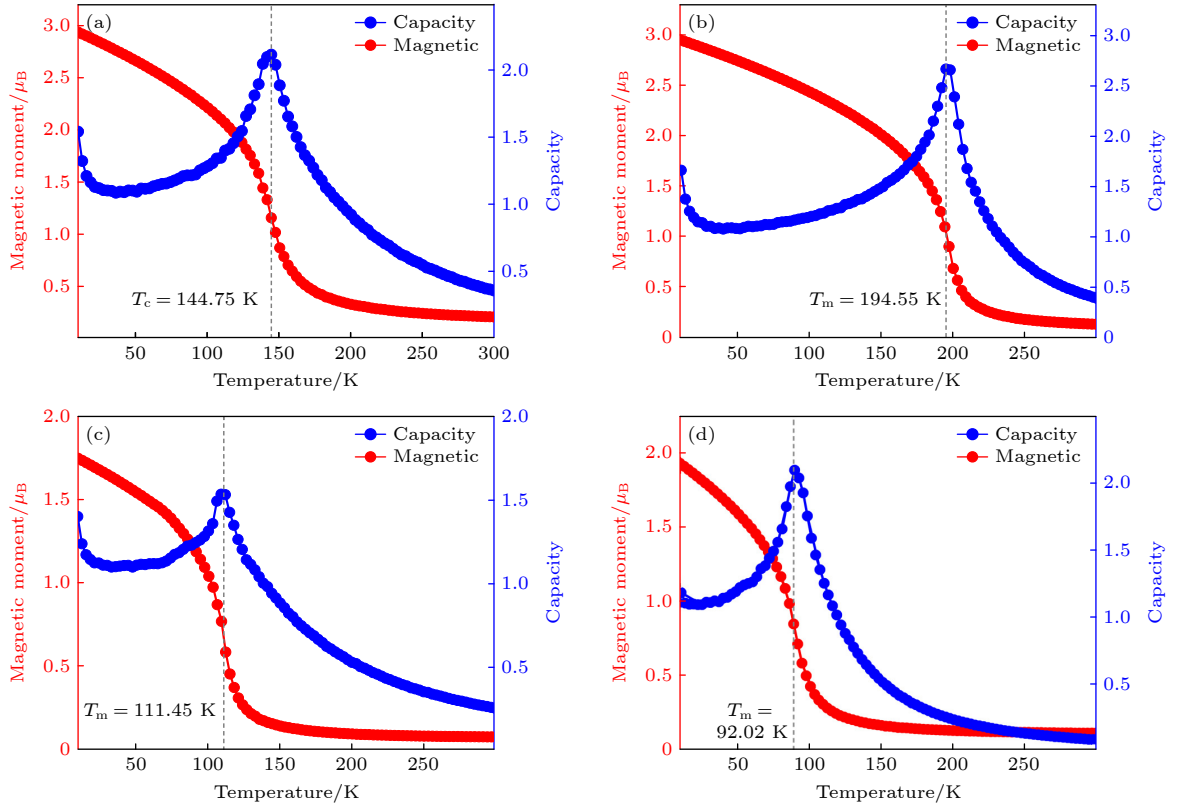 (a)
Capacity
Magnetic
3.0
2.5
2.0
1.5
1.0
0.5
Magnetic moment/μB
2.0
1.5
1.0
0.5
0
Capacity
Tc = 144.75 K
50 100 150 200 250 300
Temperature/K
(b)
Capacity
Magnetic
3.0
2.5
2.0
1.5
1.0
0.5
0
Magnetic moment/μB
3.0
2.5
2.0
1.5
1.0
0.5
0
Capacity
Tm = 194.55 K
50 100 150 200 250
Temperature/K
(c)
Capacity
Magnetic
2.0
1.5
1.0
0.5
0
Magnetic moment/μB
2.0
1.5
1.0
0.5
Capacity
Tm = 111.45 K
50 100 150 200 250
Temperature/K
(d)
Capacity
Magnetic
2.0
1.5
1.0
0.5
0
Magnetic moment/μB
2.0
1.5
1.0
0.5
0
Capacity
Tm =
92.02 K
50 100 150 200 250
Temperature/K